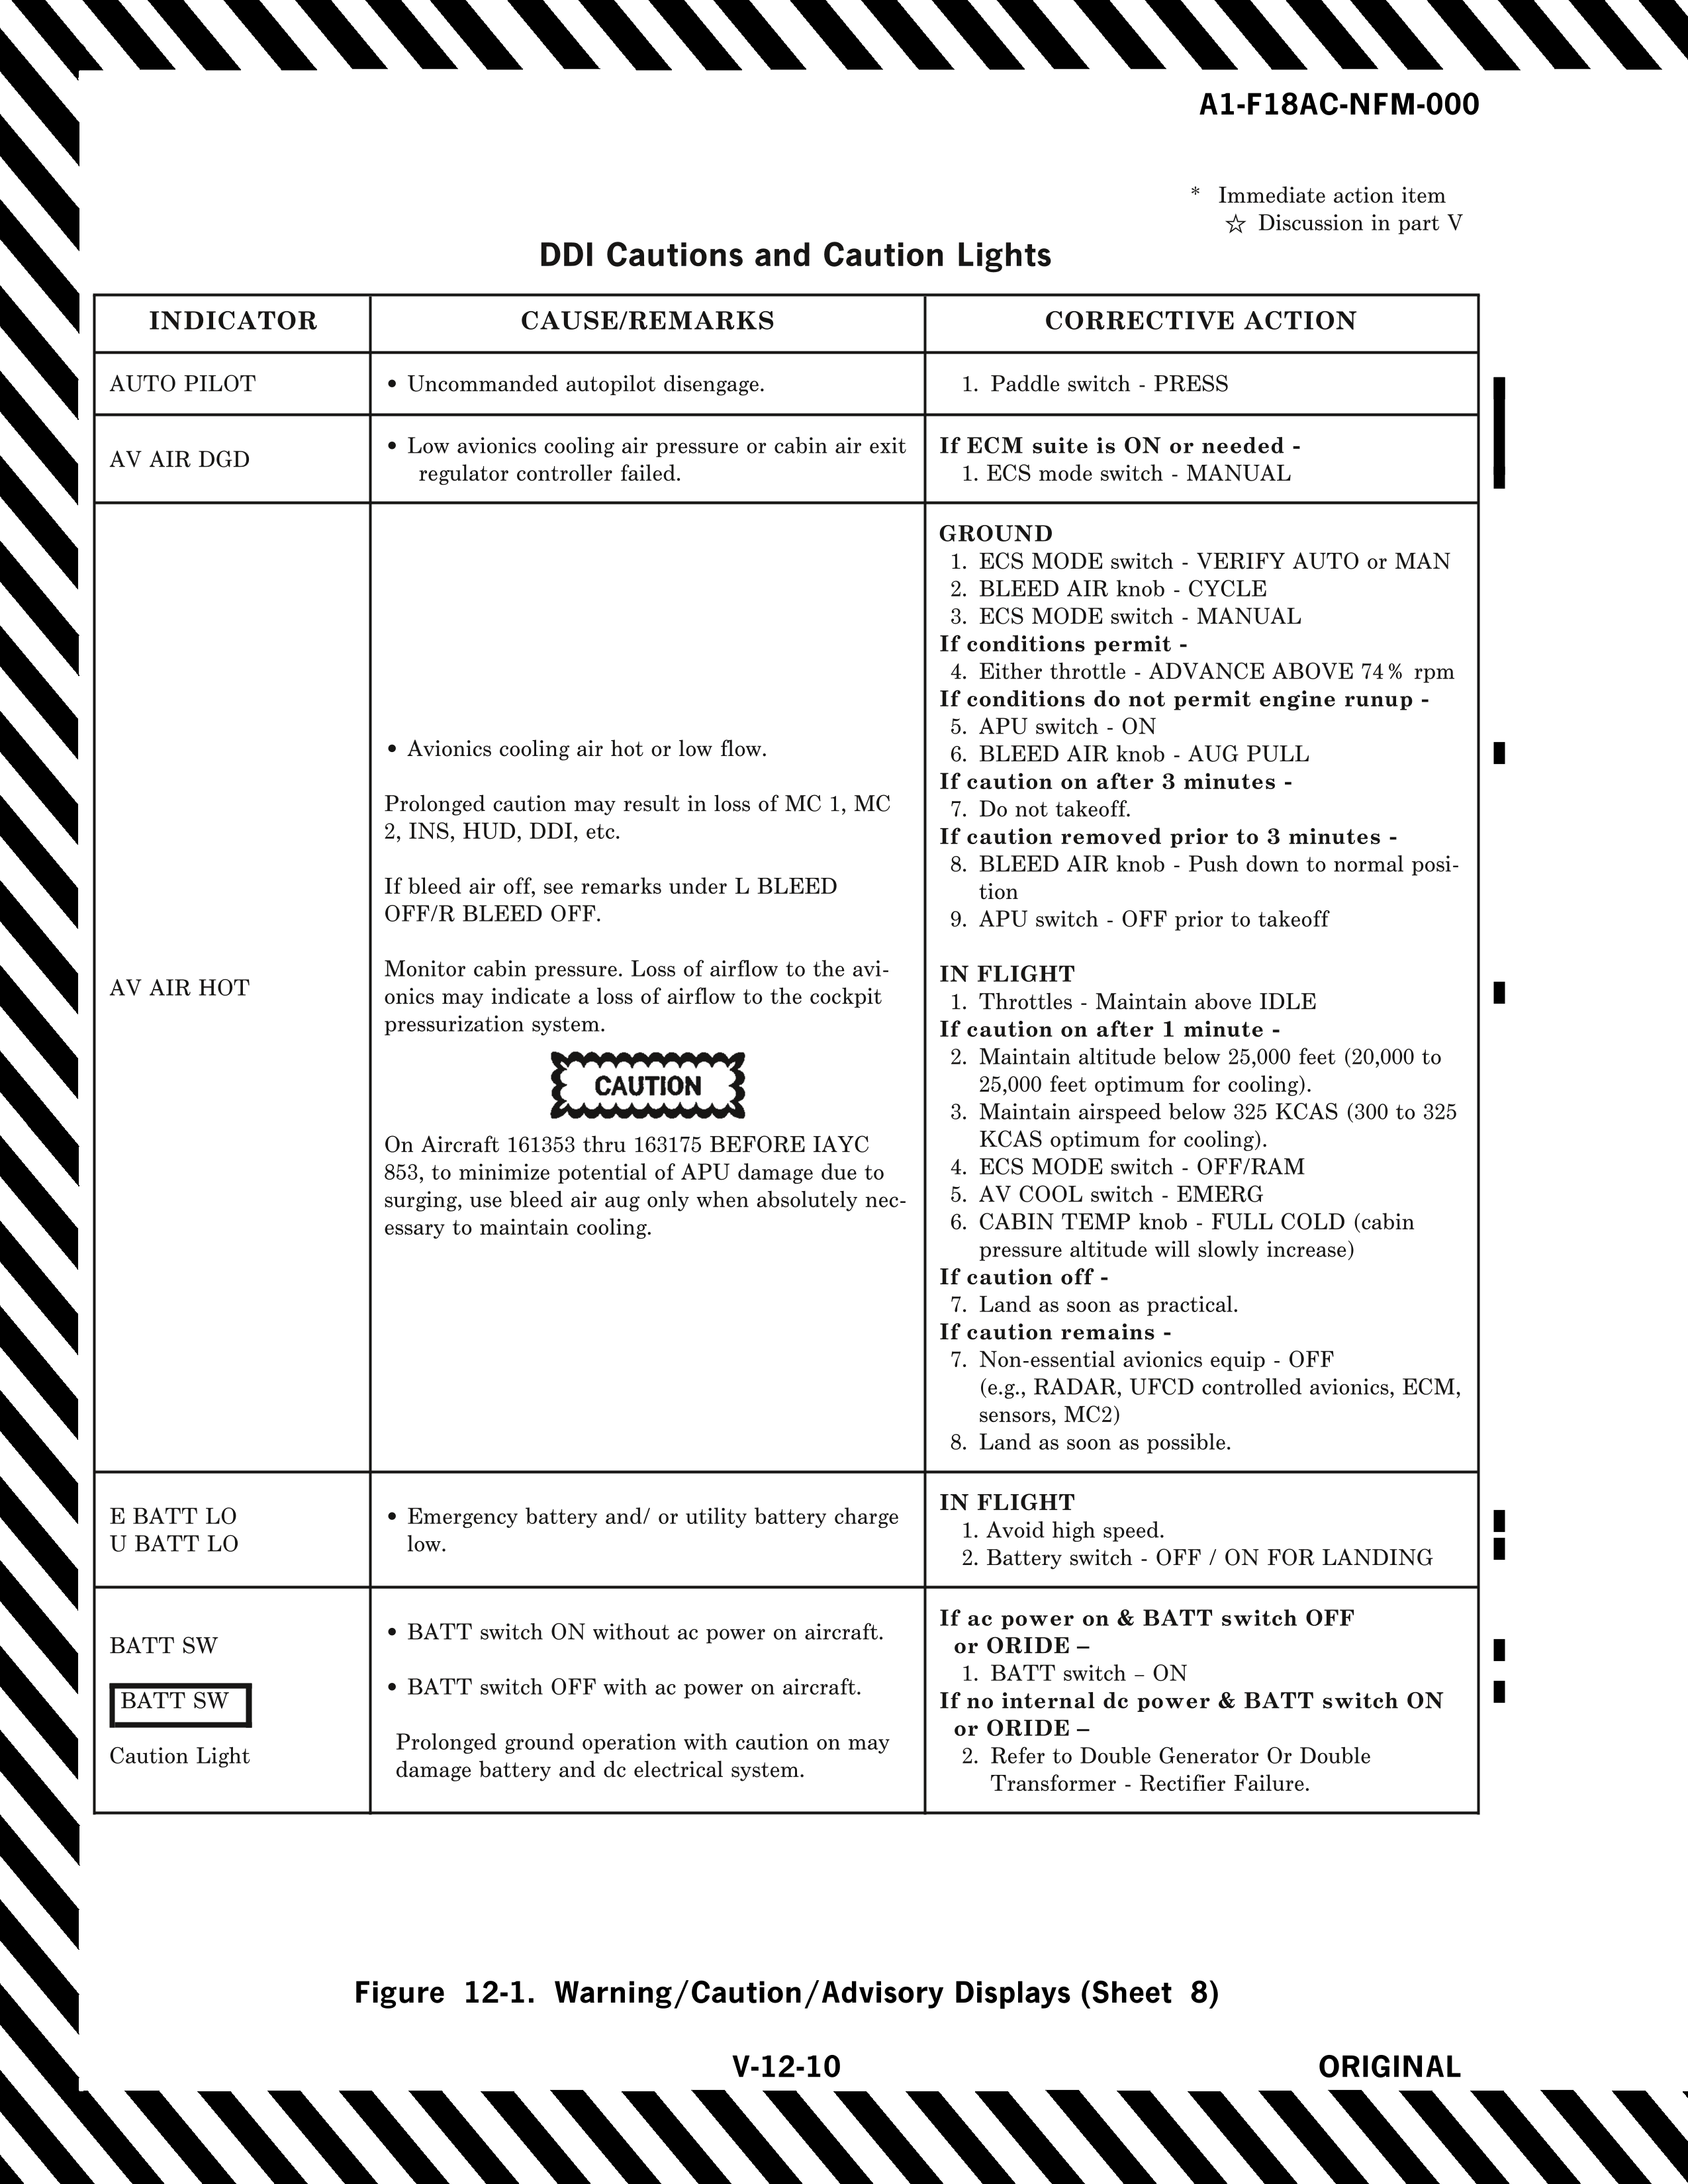 A1-F18AC-NFM-000
* Immediate action item
☆ Discussion in part V
DDI Cautions and Caution Lights
INDICATOR
CAUSE/REMARKS
CORRECTIVE ACTION
AUTO PILOT
• Uncommanded autopilot disengage.
1. Paddle switch - PRESS
AV AIR DGD
• Low avionics cooling air pressure or cabin air exit
regulator controller failed.
If ECM suite is ON or needed -
1. ECS mode switch - MANUAL
AV AIR HOT
• Avionics cooling air hot or low flow.
Prolonged caution may result in loss of MC 1, MC
2, INS, HUD, DDI, etc.
If bleed air off, see remarks under L BLEED
OFF/R BLEED OFF.
Monitor cabin pressure. Loss of airflow to the avi-
onics may indicate a loss of airflow to the cockpit
pressurization system.
CAUTION
On Aircraft 161353 thru 163175 BEFORE IAYC
853, to minimize potential of APU damage due to
surging, use bleed air aug only when absolutely nec-
essary to maintain cooling.
GROUND
1. ECS MODE switch - VERIFY AUTO or MAN
2. BLEED AIR knob - CYCLE
3. ECS MODE switch - MANUAL
If conditions permit -
4. Either throttle - ADVANCE ABOVE 74% rpm
If conditions do not permit engine runup -
5. APU switch - ON
6. BLEED AIR knob - AUG PULL
If caution on after 3 minutes -
7. Do not takeoff.
If caution removed prior to 3 minutes -
8. BLEED AIR knob - Push down to normal posi-
tion
9. APU switch - OFF prior to takeoff
IN FLIGHT
1. Throttles - Maintain above IDLE
If caution on after 1 minute -
2. Maintain altitude below 25,000 feet (20,000 to
25,000 feet optimum for cooling).
3. Maintain airspeed below 325 KCAS (300 to 325
KCAS optimum for cooling).
4. ECS MODE switch - OFF/RAM
5. AV COOL switch - EMERG
6. CABIN TEMP knob - FULL COLD (cabin
pressure altitude will slowly increase)
If caution off -
7. Land as soon as practical.
If caution remains -
7. Non-essential avionics equip - OFF
(e.g., RADAR, UFCD controlled avionics, ECM,
sensors, MC2)
8. Land as soon as possible.
E BATT LO
U BATT LO
• Emergency battery and/ or utility battery charge
low.
IN FLIGHT
1. Avoid high speed.
2. Battery switch - OFF / ON FOR LANDING
BATT SW
BATT SW
Caution Light
• BATT switch ON without ac power on aircraft.
• BATT switch OFF with ac power on aircraft.
Prolonged ground operation with caution on may
damage battery and dc electrical system.
If ac power on & BATT switch OFF
or ORIDE –
1. BATT switch – ON
If no internal dc power & BATT switch ON
or ORIDE –
2. Refer to Double Generator Or Double
Transformer - Rectifier Failure.
Figure 12-1. Warning/Caution/Advisory Displays (Sheet 8)
V-12-10
ORIGINAL